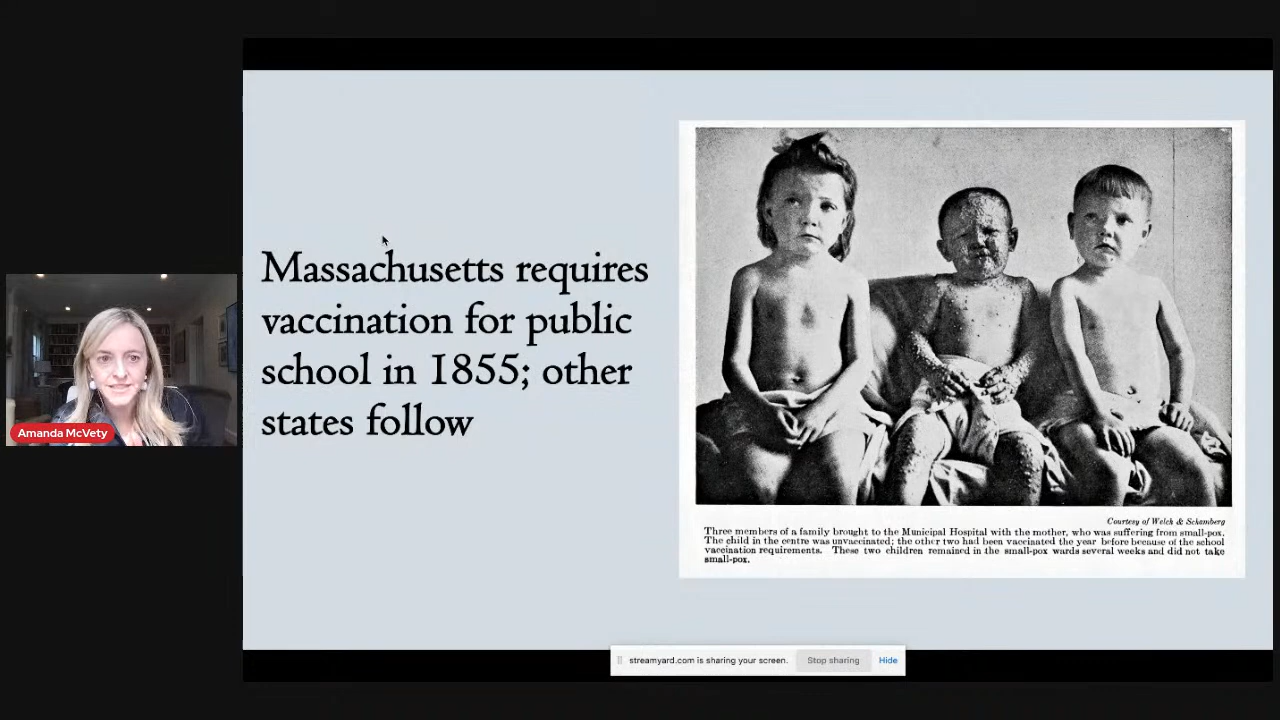 Massachusetts requires
vaccination for public
school in 1855; other
states follow
Amanda McVety
Courtesy of Welch & Schamberg
Three members of a family brought to the Municipal Hospital with the mother, who was suffering from small-pox.
The child in the centre was unvaccinated; the other two had been vaccinated the year before because of the school
vaccination requirements. These two children remained in the small-pox wards several weeks and did not take
small-pox.
streamyard.com is sharing your screen. Stop sharing Hide